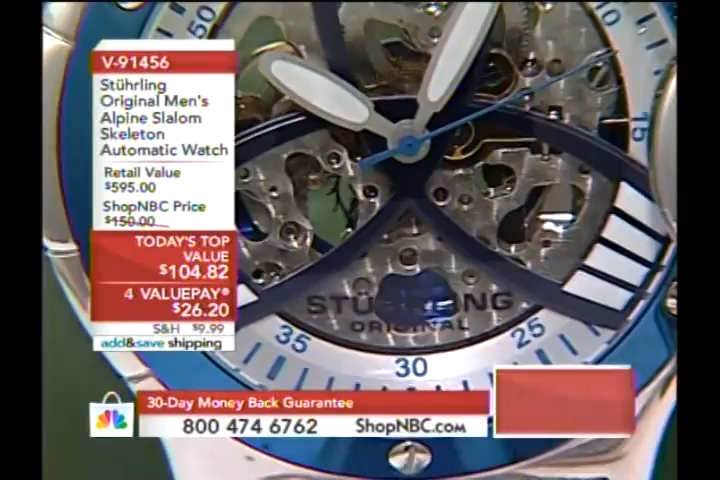 V-91456
Stührling
Original Men's
Alpine Slalom
Skeleton
Automatic Watch
Retail Value
$595.00
ShopNBC Price
$150.00
TODAY'S TOP
VALUE
$104.82
4 VALUEPAY®
$26.20
S&H $9.99
add&save shipping
50
10
15
STÜHRLING
ORIGINAL
35
25
30
30-Day Money Back Guarantee
800 474 6762 ShopNBC.com